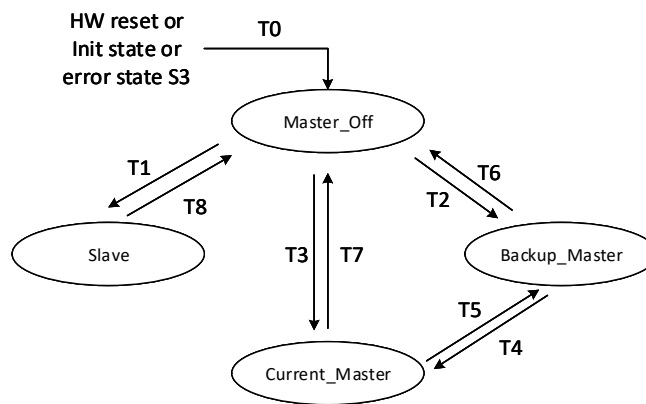 HW reset or
Init state or
error state S3
T0
Master_Off
T1
T8
T6
T2
T3
T7
Slave
Backup_Master
T5
T4
Current_Master